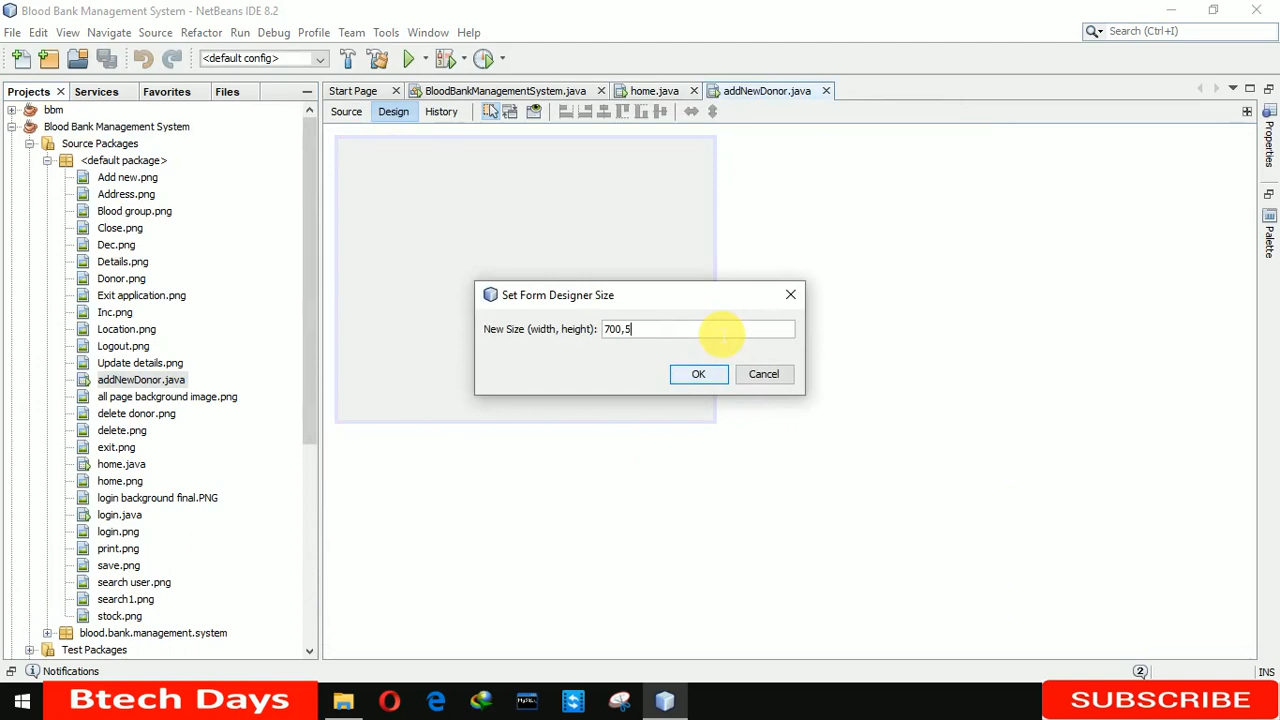 Blood Bank Management System - NetBeans IDE 8.2
File Edit View Navigate Source Refactor Run Debug Profile Team Tools Window Help
Search (Ctrl+I)
<default config>
Projects Services Favorites Files
Start Page BloodBankManagementSystem.java home.java addNewDonor.java
Source Design History
bbm
Blood Bank Management System
Source Packages
<default package>
Add new.png
Address.png
Blood group.png
Close.png
Dec.png
Details.png
Donor.png
Exit application.png
Inc.png
Location.png
Logout.png
Update details.png
addNewDonor.java
all page background image.png
delete donor.png
delete.png
exit.png
home.java
home.png
login background final.PNG
login.java
login.png
print.png
save.png
search user.png
search1.png
stock.png
blood.bank.management.system
Test Packages
Set Form Designer Size
New Size (width, height): 700,5
OK Cancel
Properties
Palette
Notifications
2
INS
Btech Days
MySQL
SUBSCRIBE